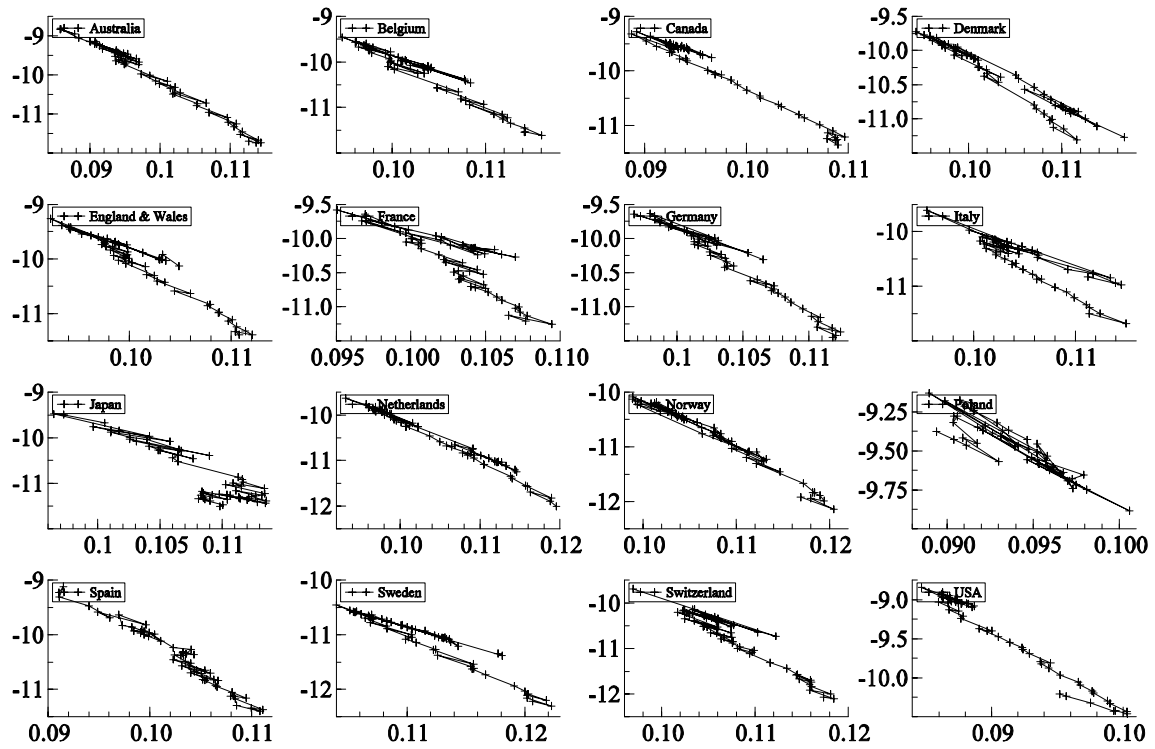 Australia
-9
-10
-11
0.09 0.1 0.11
Belgium
-9
-10
-11
0.10 0.11
Canada
-9
-10
-11
0.09 0.10 0.11
Denmark
-9.5
-10.0
-10.5
-11.0
0.10 0.11
England & Wales
-9
-10
-11
0.10 0.11
France
-9.5
-10.0
-10.5
-11.0
0.095 0.100 0.105 0.110
Germany
-9.5
-10.0
-10.5
-11.0
0.1 0.105 0.11
Italy
-10
-11
0.10 0.11
Japan
-9
-10
-11
0.1 0.105 0.11
Netherlands
-10
-11
-12
0.10 0.11 0.12
Norway
-10
-11
-12
0.10 0.10 0.11 0.12
Poland
-9.25
-9.50
-9.75
0.090 0.095 0.100
Spain
-9
-10
-11
0.09 0.10 0.11
Sweden
-10
-11
-12
0.11 0.12
Switzerland
-10
-11
-12
0.10 0.11 0.12
USA
-9.0
-9.5
-10.0
0.09 0.10